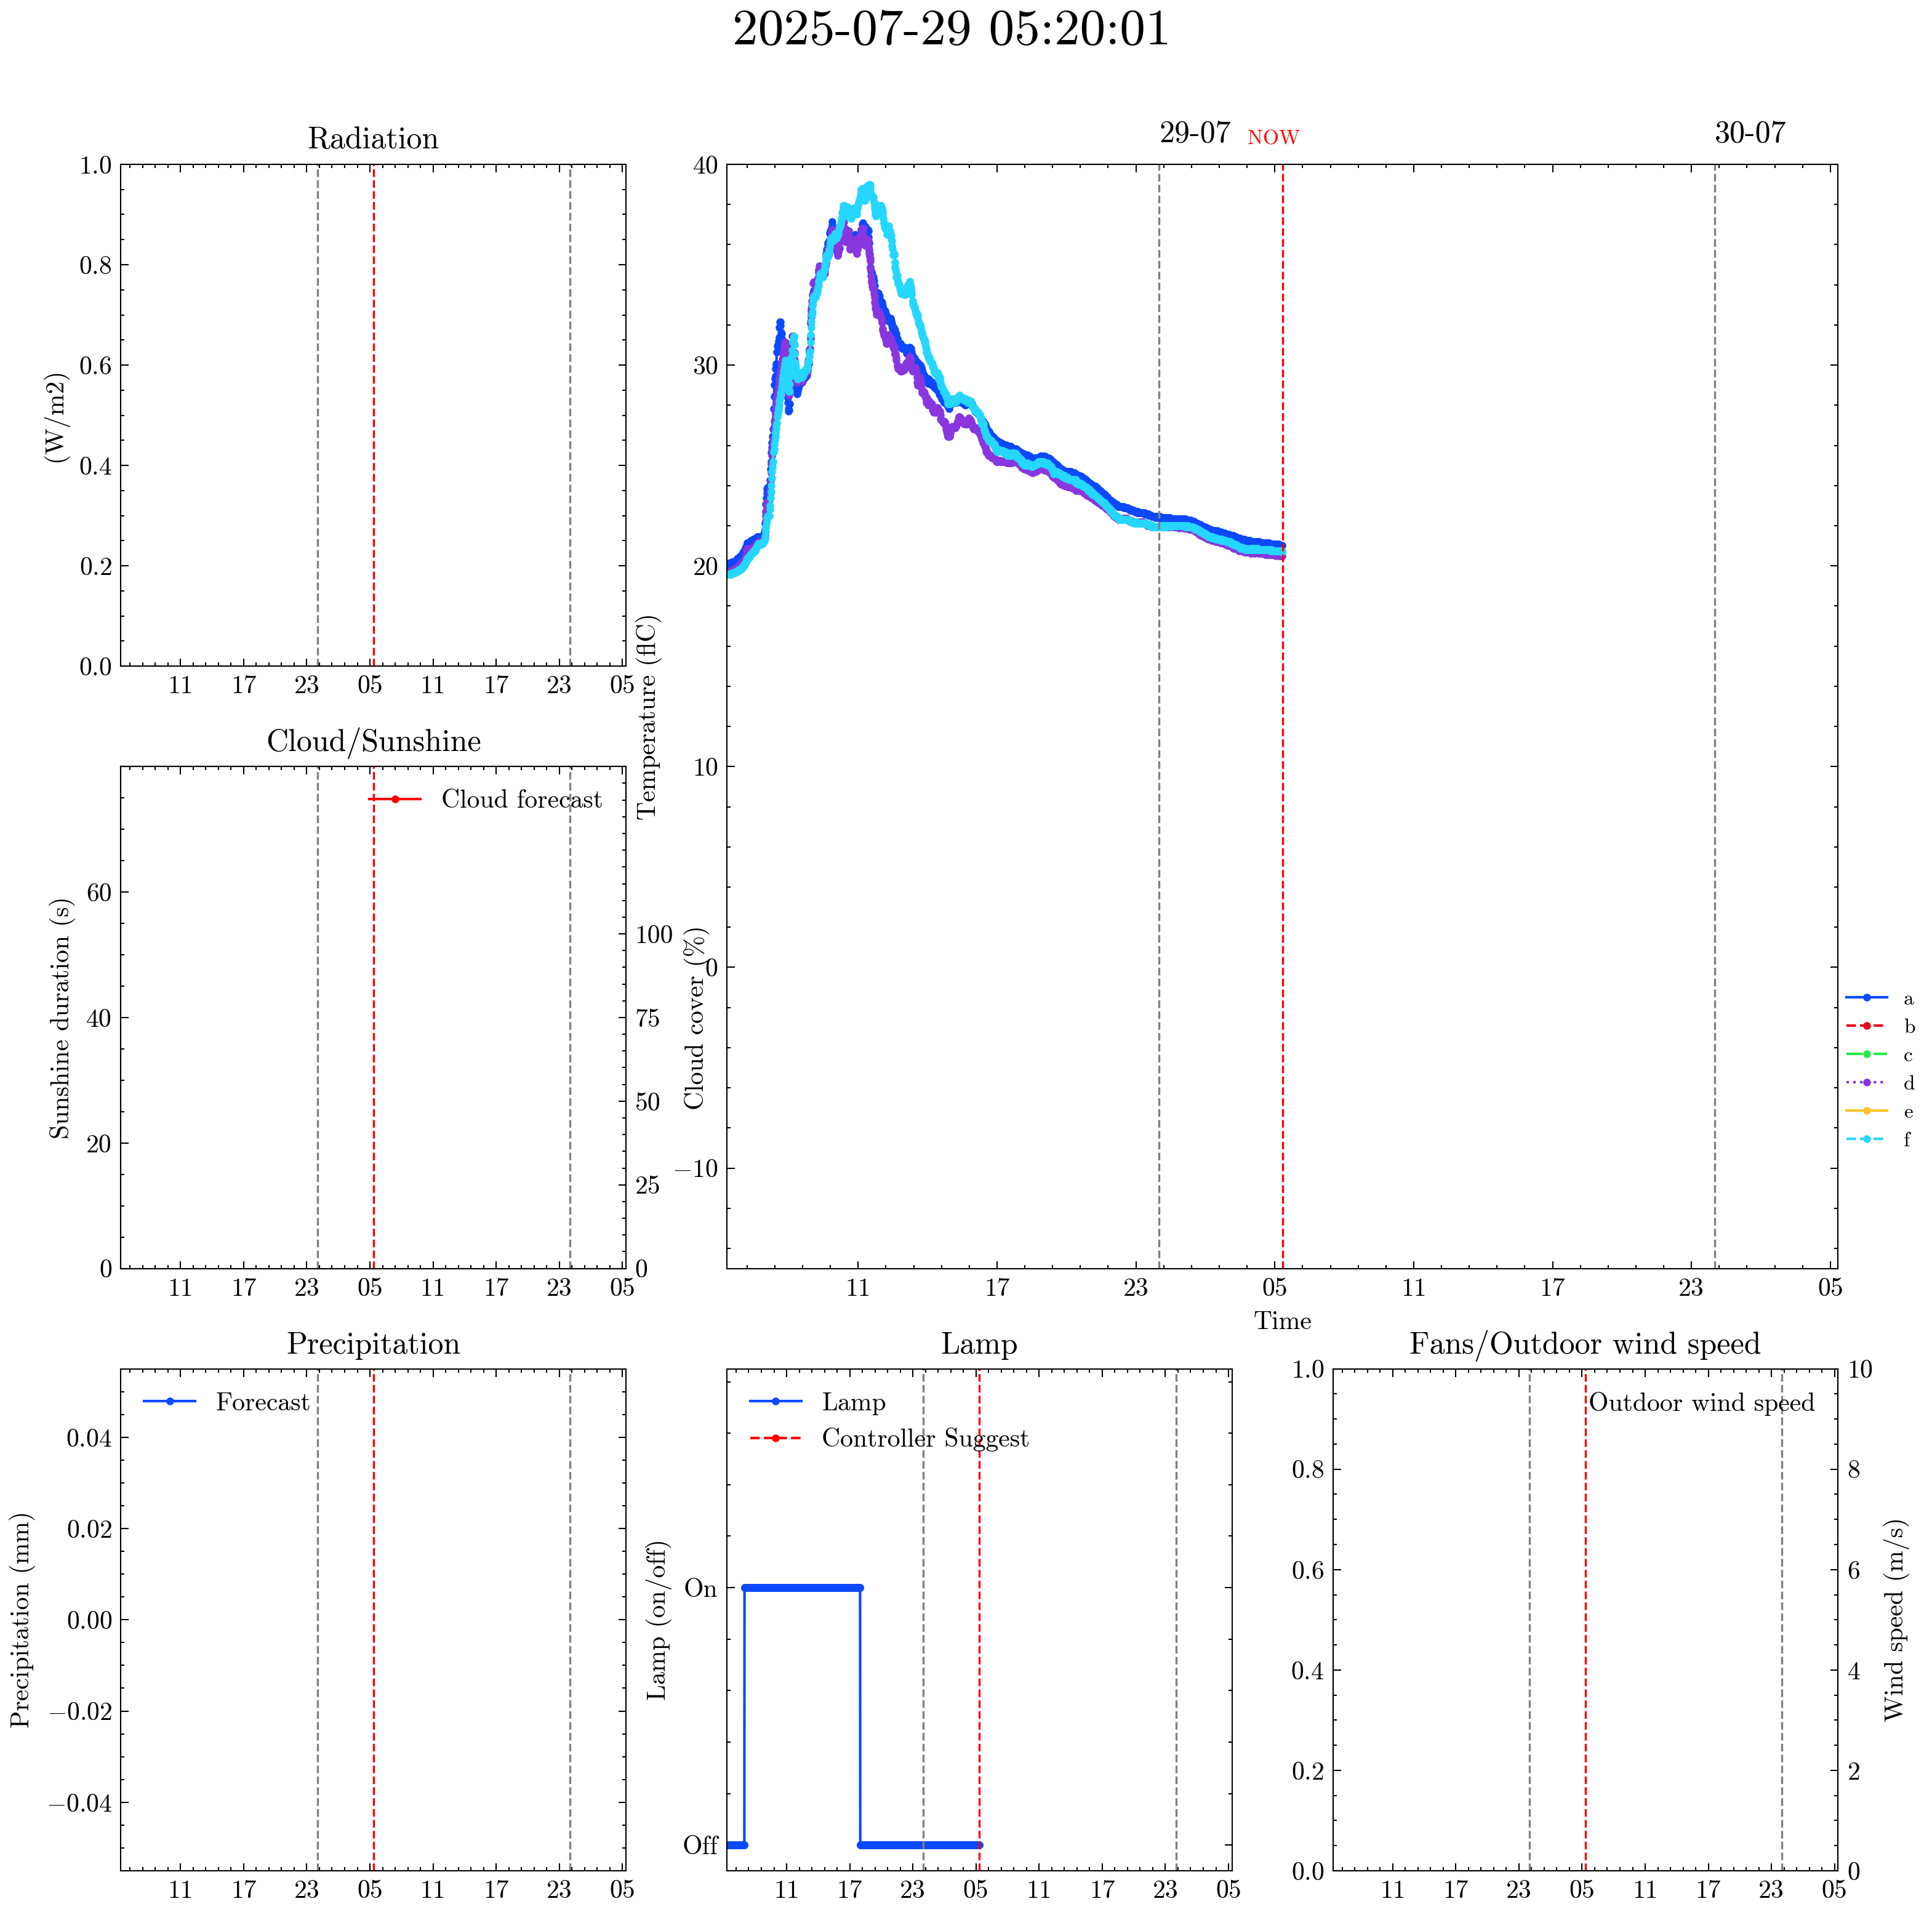 2025-07-29 05:20:01
Radiation
1.0
0.8
0.6
0.4
0.2
0.0
(W/m2)
11 17 23 05 11 17 23 05
29-07 NOW 30-07
40
30
20
10
0
−10
Temperature (flC)
11 17 23 05 11 17 23 05
Time
a
b
c
d
e
f
Cloud/Sunshine
Cloud forecast
60
40
20
0
Sunshine duration (s)
100
75
50
25
0
Cloud cover (%)
11 17 23 05 11 17 23 05
Precipitation
Forecast
0.04
0.02
0.00
−0.02
−0.04
Precipitation (mm)
11 17 23 05 11 17 23 05
Lamp
Lamp
Controller Suggest
On
Off
Lamp (on/off)
11 17 23 05 11 17 23 05
Fans/Outdoor wind speed
Outdoor wind speed
1.0
0.8
0.6
0.4
0.2
0.0
10
8
6
4
2
0
Wind speed (m/s)
11 17 23 05 11 17 23 05